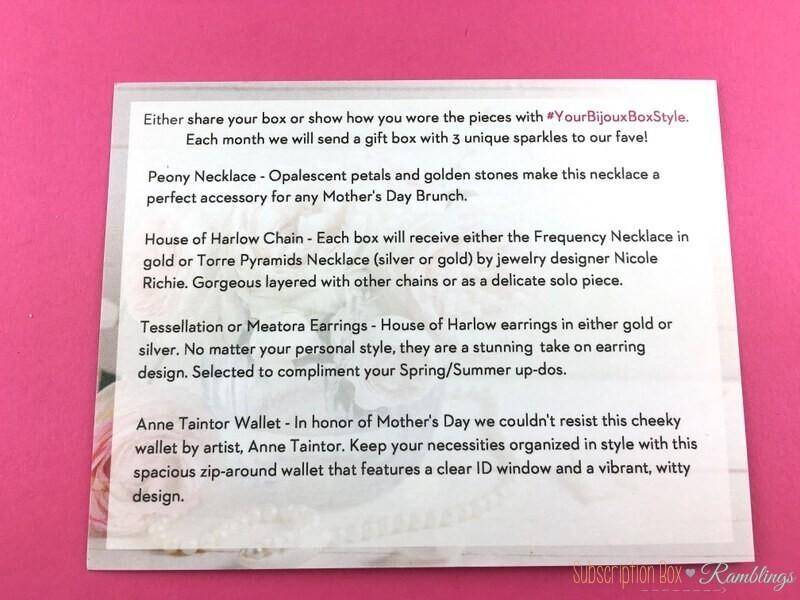 Either share your box or show how you wore the pieces with #YourBijouxBoxStyle.
Each month we will send a gift box with 3 unique sparkles to our fave!
Peony Necklace - Opalescent petals and golden stones make this necklace a
perfect accessory for any Mother's Day Brunch.
House of Harlow Chain - Each box will receive either the Frequency Necklace in
gold or Torre Pyramids Necklace (silver or gold) by jewelry designer Nicole
Richie. Gorgeous layered with other chains or as a delicate solo piece.
Tessellation or Meatora Earrings - House of Harlow earrings in either gold or
silver. No matter your personal style, they are a stunning take on earring
design. Selected to compliment your Spring/Summer up-dos.
Anne Taintor Wallet - In honor of Mother's Day we couldn't resist this cheeky
wallet by artist, Anne Taintor. Keep your necessities organized in style with this
spacious zip-around wallet that features a clear ID window and a vibrant, witty
design.
Subscription Box Ramblings